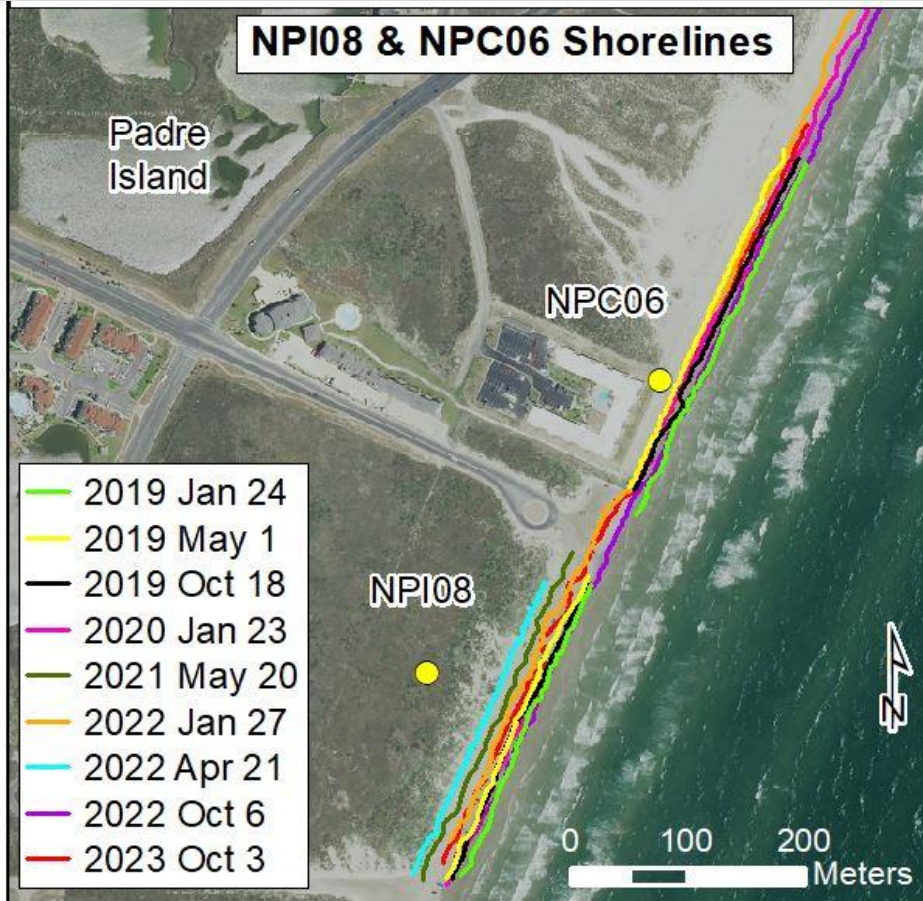 NPI08 & NPC06 Shorelines
Padre
Island
NPC06
NPI08
2019 Jan 24
2019 May 1
2019 Oct 18
2020 Jan 23
2021 May 20
2022 Jan 27
2022 Apr 21
2022 Oct 6
2023 Oct 3
N
0 100 200
Meters